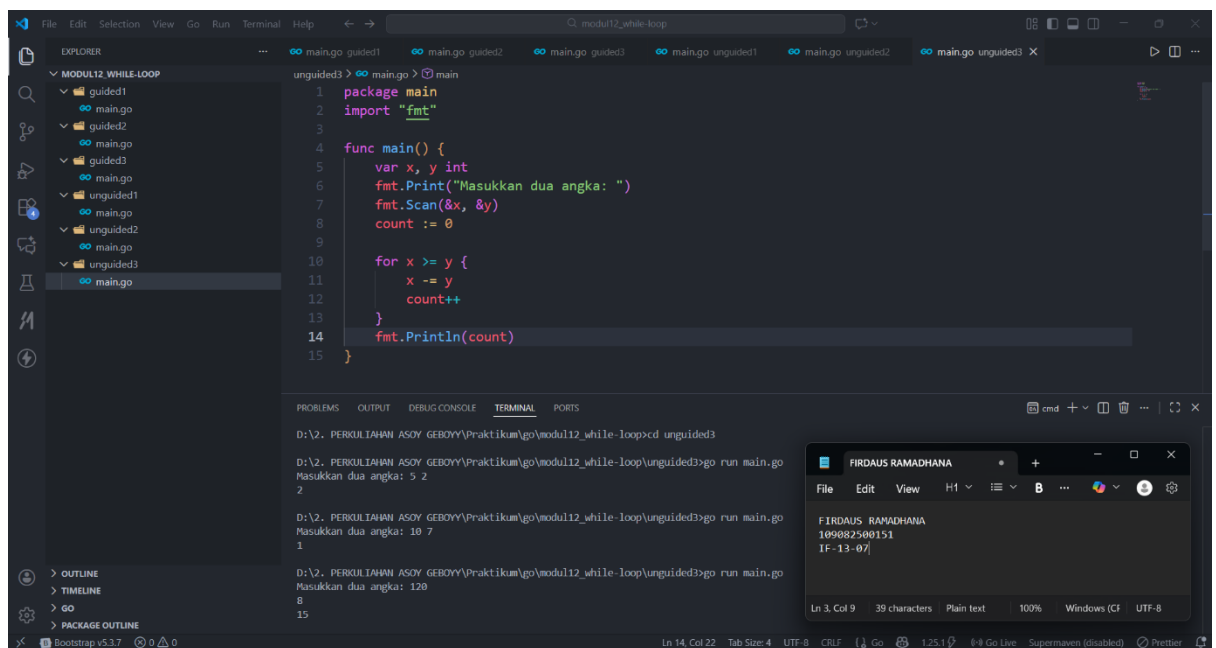 File Edit Selection View Go Run Terminal Help
modul12_while-loop
EXPLORER
MODUL12_WHILE-LOOP
guided1
main.go
guided2
main.go
guided3
main.go
unguided1
main.go
unguided2
main.go
unguided3
main.go
OUTLINE
TIMELINE
GO
PACKAGE OUTLINE
main.go guided1 main.go guided2 main.go guided3 main.go unguided1 main.go unguided2 main.go unguided3
unguided3 > main.go > main
1 package main
2 import "fmt"
3
4 func main() {
5 var x, y int
6 fmt.Print("Masukkan dua angka: ")
7 fmt.Scan(&x, &y)
8 count := 0
9
10 for x >= y {
11 x -= y
12 count++
13 }
14 fmt.Println(count)
15 }
PROBLEMS OUTPUT DEBUG CONSOLE TERMINAL PORTS
cmd
D:\2. PERKULIAHAN ASOY GEBOYY\Praktikum\go\modul12_while-loop>cd unguided3
D:\2. PERKULIAHAN ASOY GEBOYY\Praktikum\go\modul12_while-loop\unguided3>go run main.go
Masukkan dua angka: 5 2
2
D:\2. PERKULIAHAN ASOY GEBOYY\Praktikum\go\modul12_while-loop\unguided3>go run main.go
Masukkan dua angka: 10 7
1
D:\2. PERKULIAHAN ASOY GEBOYY\Praktikum\go\modul12_while-loop\unguided3>go run main.go
Masukkan dua angka: 120
8
15
FIRDAUS RAMADHANA
File Edit View H1 B
FIRDAUS RAMADHANA
109082500151
IF-13-07
Ln 3, Col 9 39 characters Plain text 100% Windows (CF UTF-8
Bootstrap v5.3.7 0 0 Ln 14, Col 22 Tab Size: 4 UTF-8 CRLF Go 1.25.1 Go Live Supermaven (disabled) Prettier